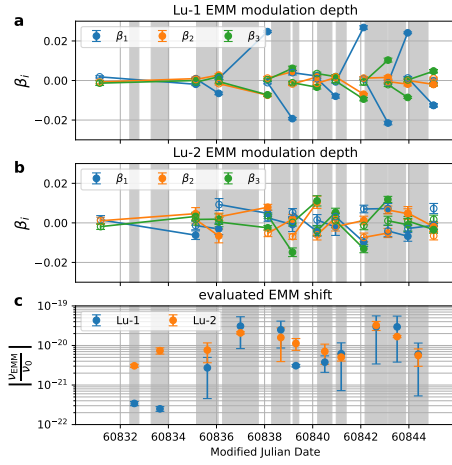 Lu-1 EMM modulation depth
a
β1 β2 β3
0.02
0.00
−0.02
βi
Lu-2 EMM modulation depth
b
β1 β2 β3
0.02
0.00
−0.02
βi
evaluated EMM shift
c
Lu-1 Lu-2
10−19
10−20
10−21
10−22
|νEMM/ν0|
60832 60834 60836 60838 60840 60842 60844
Modified Julian Date